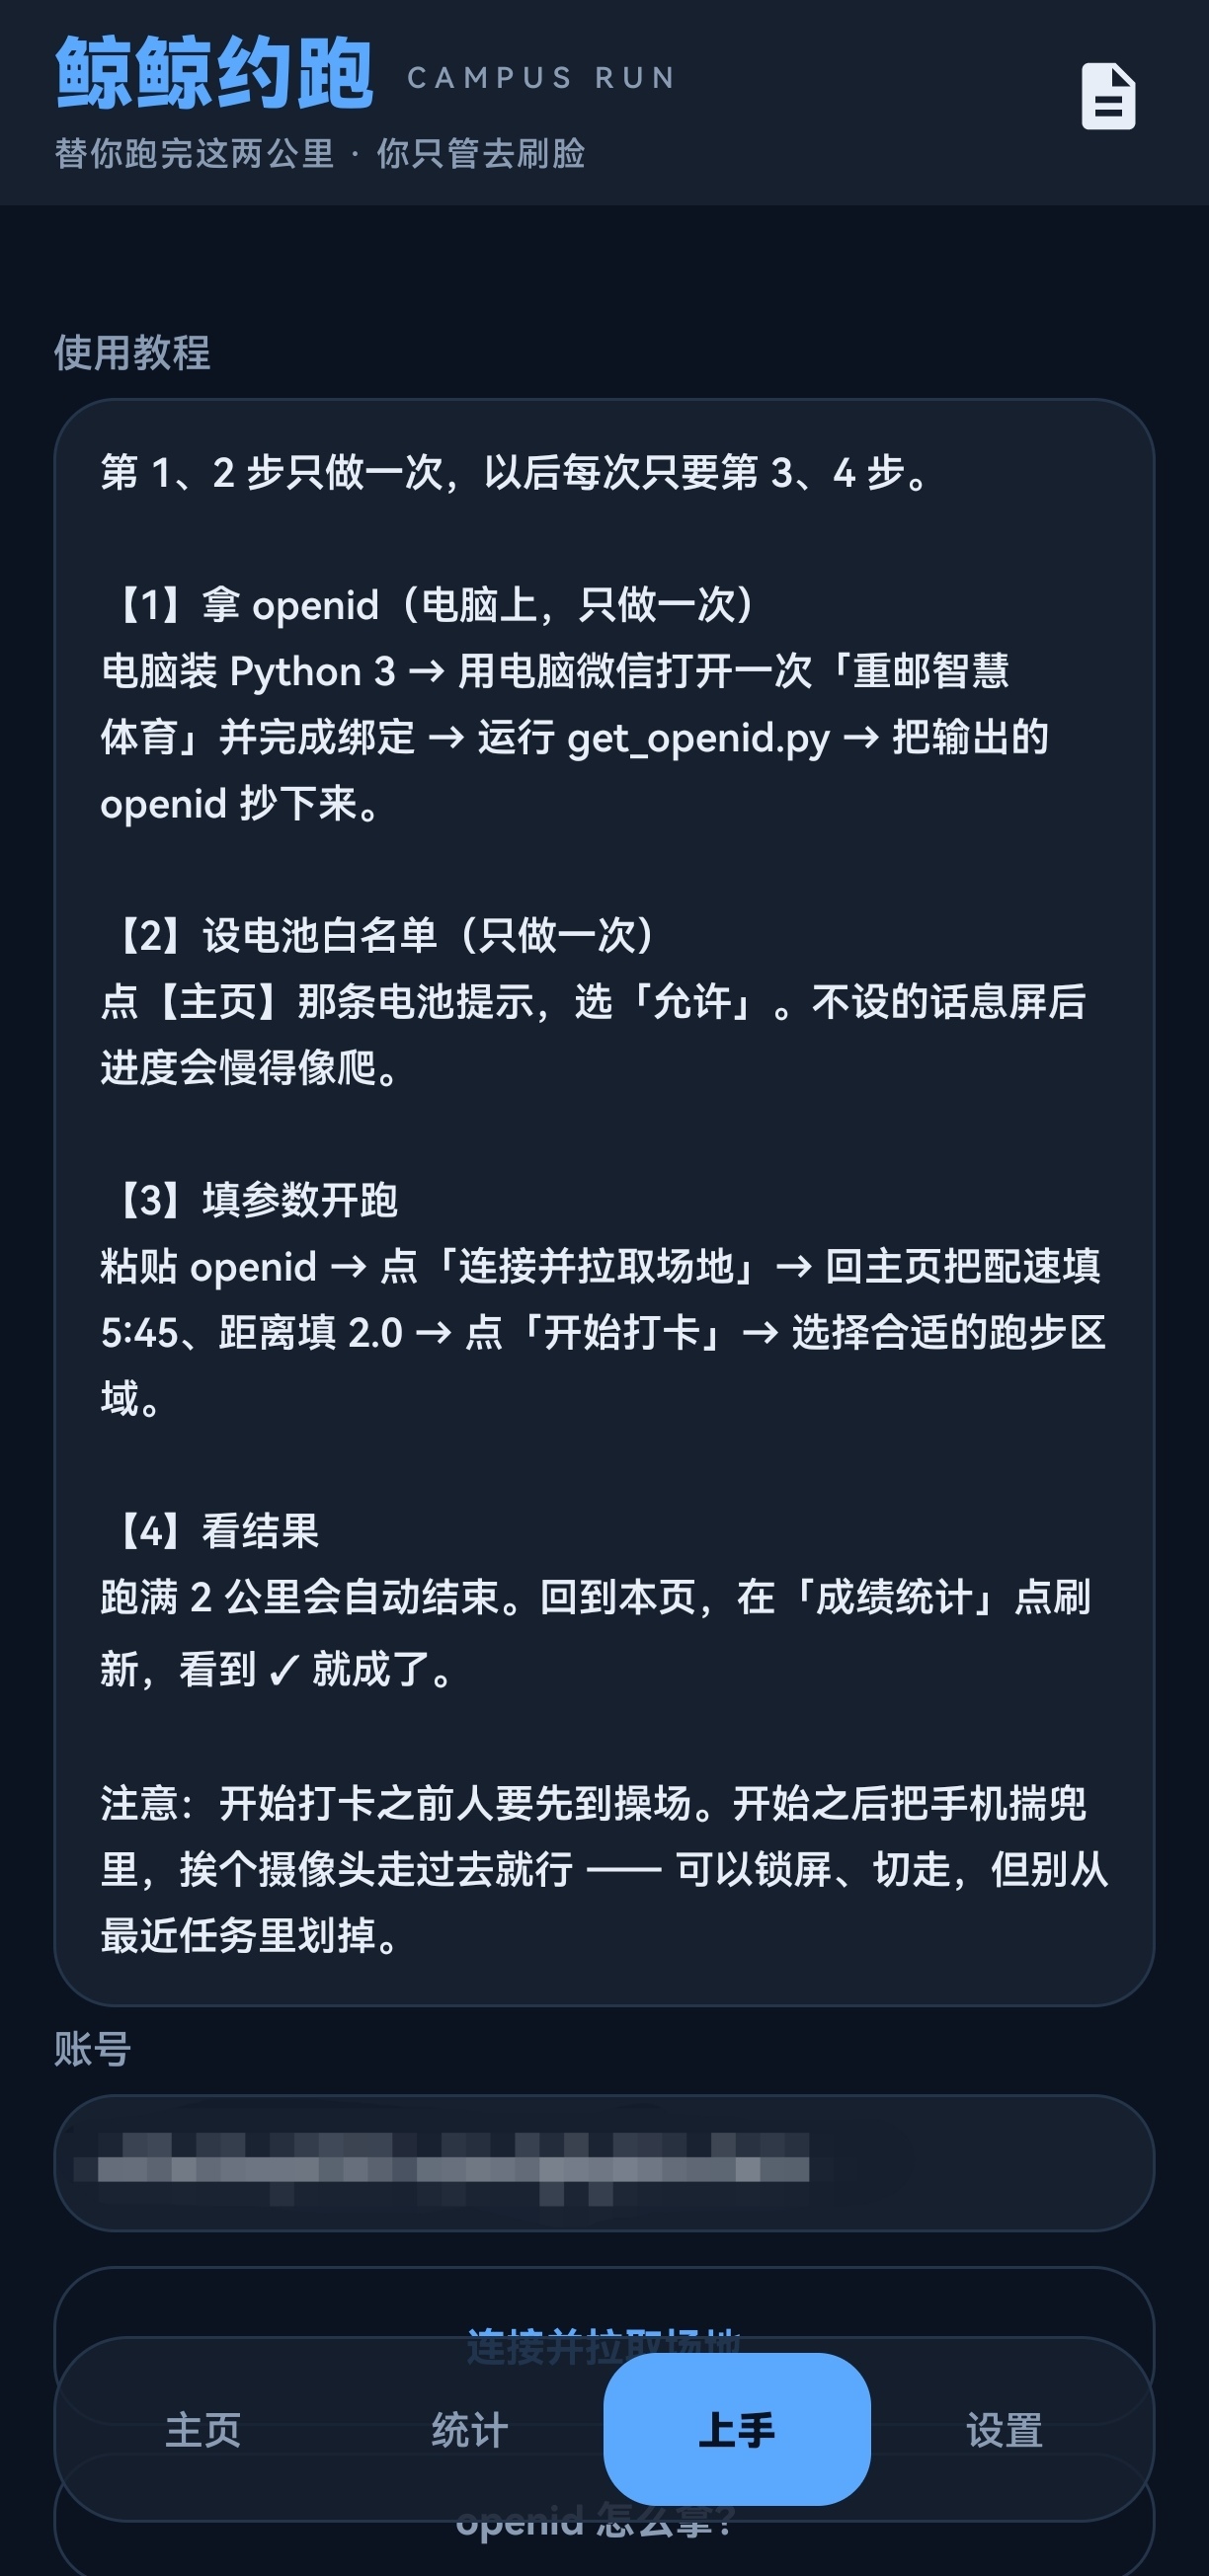 鲸鲸约跑 CAMPUS RUN
替你跑完这两公里 · 你只管去刷脸
使用教程
第 1、2 步只做一次，以后每次只要第 3、4 步。
【1】拿 openid（电脑上，只做一次）
电脑装 Python 3 → 用电脑微信打开一次「重邮智慧
体育」并完成绑定 → 运行 get_openid.py → 把输出的
openid 抄下来。
【2】设电池白名单（只做一次）
点【主页】那条电池提示，选「允许」。不设的话息屏后
进度会慢得像爬。
【3】填参数开跑
粘贴 openid → 点「连接并拉取场地」→ 回主页把配速填
5:45、距离填 2.0 → 点「开始打卡」→ 选择合适的跑步区
域。
【4】看结果
跑满 2 公里会自动结束。回到本页，在「成绩统计」点刷
新，看到 ✓ 就成了。
注意：开始打卡之前人要先到操场。开始之后把手机揣兜
里，挨个摄像头走过去就行 —— 可以锁屏、切走，但别从
最近任务里划掉。
账号
连接并拉取场地
主页 统计 上手 设置
openid 怎么拿？